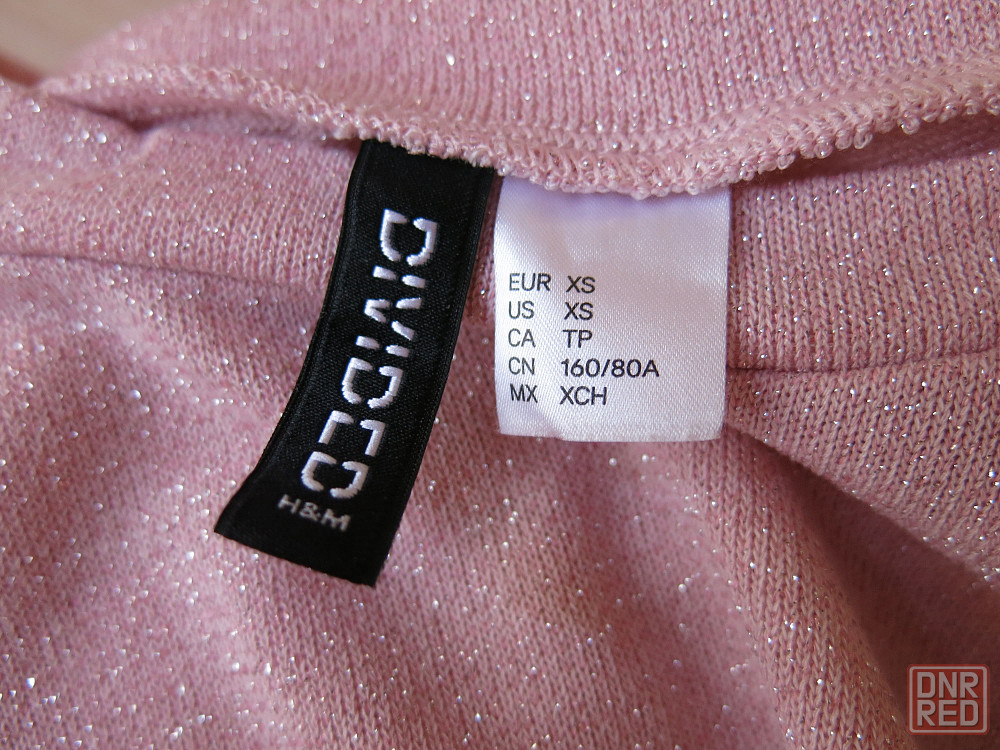 DIVIDED
H&M
EUR XS
US XS
CA TP
CN 160/80A
MX XCH
DNR
RED